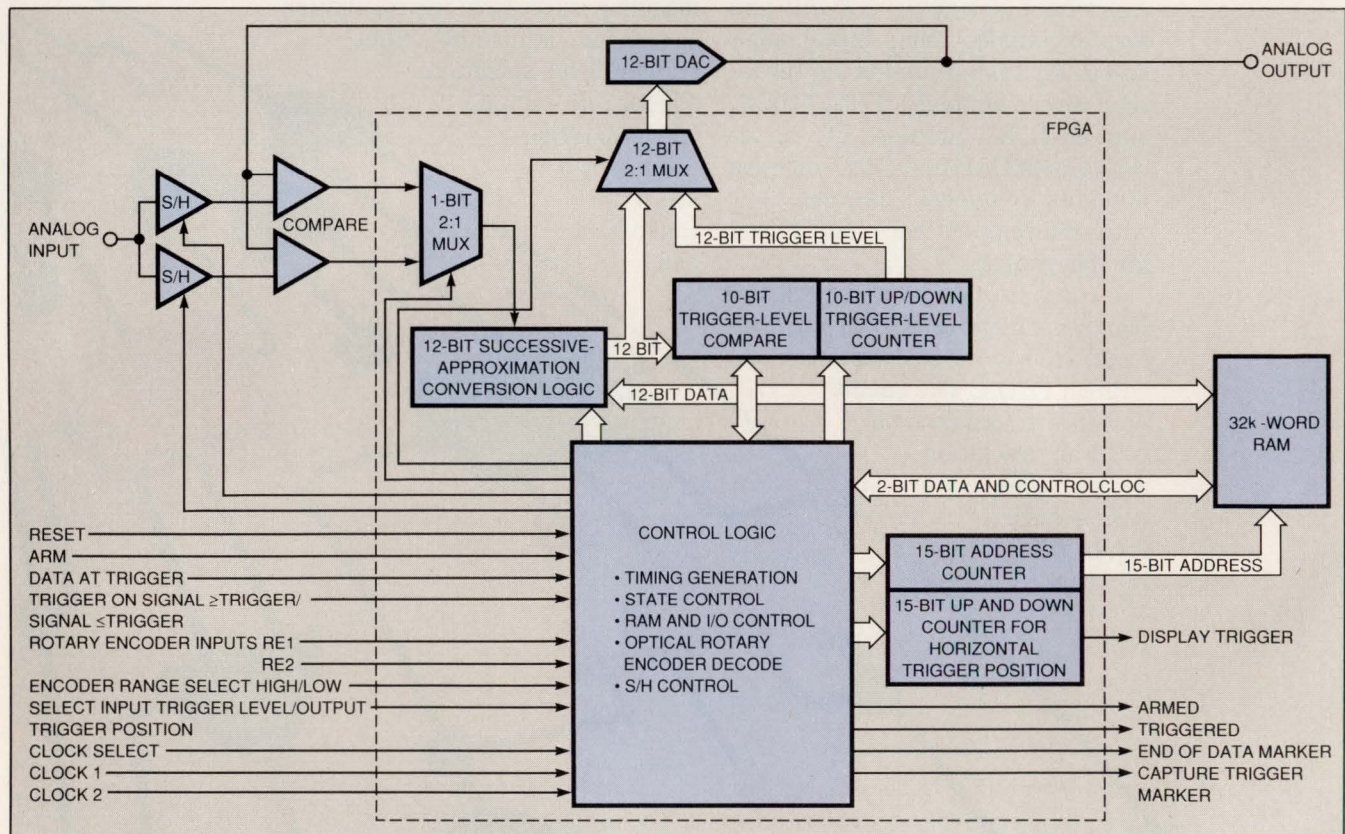 12-BIT DAC
ANALOG
OUTPUT
FPGA
12-BIT
2:1 MUX
S/H
S/H
COMPARE
1-BIT
2:1
MUX
ANALOG
INPUT
12-BIT TRIGGER LEVEL
10-BIT
TRIGGER-LEVEL
COMPARE
10-BIT UP/DOWN
TRIGGER-LEVEL
COUNTER
12-BIT SUCCESSIVE-
APPROXIMATION
CONVERSION LOGIC
12 BIT
12-BIT DATA
32k -WORD
RAM
2-BIT DATA AND CONTROLCLOC
RESET
ARM
DATA AT TRIGGER
TRIGGER ON SIGNAL ≥TRIGGER/
SIGNAL ≤TRIGGER
ROTARY ENCODER INPUTS RE1
RE2
ENCODER RANGE SELECT HIGH/LOW
SELECT INPUT TRIGGER LEVEL/OUTPUT
TRIGGER POSITION
CLOCK SELECT
CLOCK 1
CLOCK 2
CONTROL LOGIC
• TIMING GENERATION
• STATE CONTROL
• RAM AND I/O CONTROL
• OPTICAL ROTARY
ENCODER DECODE
• S/H CONTROL
15-BIT ADDRESS
COUNTER
15-BIT ADDRESS
15-BIT UP AND DOWN
COUNTER FOR
HORIZONTAL
TRIGGER POSITION
DISPLAY TRIGGER
ARMED
TRIGGERED
END OF DATA MARKER
CAPTURE TRIGGER
MARKER